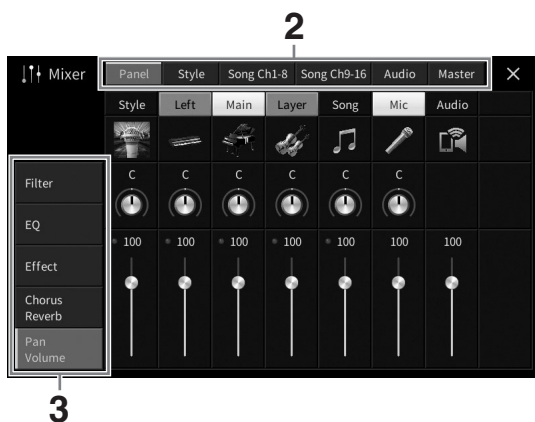 2
Mixer
Panel Style Song Ch1-8 Song Ch9-16 Audio Master ×
Style Left Main Layer Song Mic Audio
Filter
EQ
Effect
Chorus
Reverb
Pan
Volume
C C C C C C
100 100 100 100 100 100 100
3